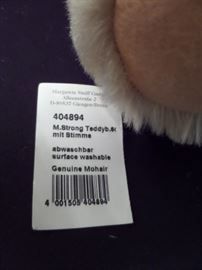 Margarete Steiff GmbH
Alleenstraße 2
D-89537 Giengen/Brenz
404894
M.Strong Teddyb.
mit Stimme
abwaschbar
surface washable
Genuine Mohair
4 001505 404894